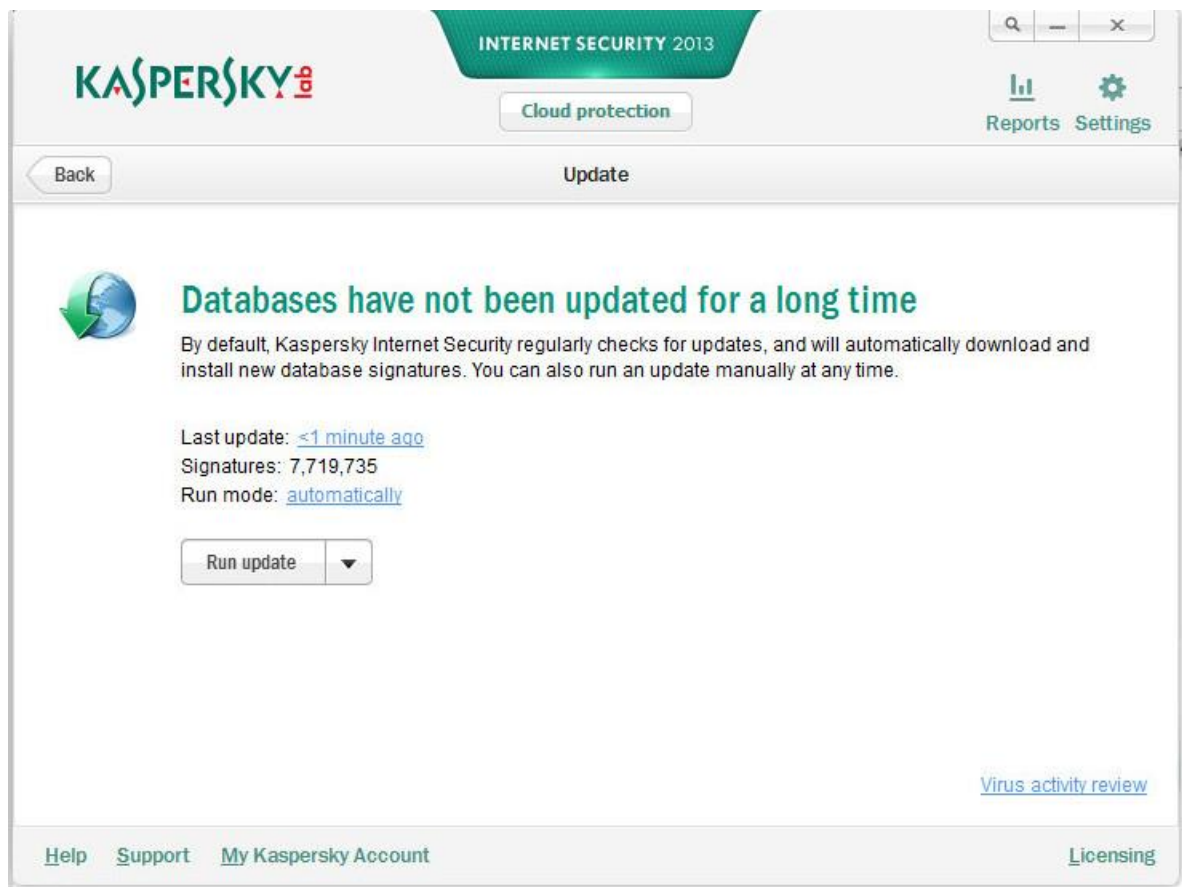 INTERNET SECURITY 2013
KASPERSKY lab
Cloud protection
Reports Settings
Back
Update
Databases have not been updated for a long time
By default, Kaspersky Internet Security regularly checks for updates, and will automatically download and
install new database signatures. You can also run an update manually at any time.
Last update: <1 minute ago
Signatures: 7,719,735
Run mode: automatically
Run update
Virus activity review
Help Support My Kaspersky Account Licensing